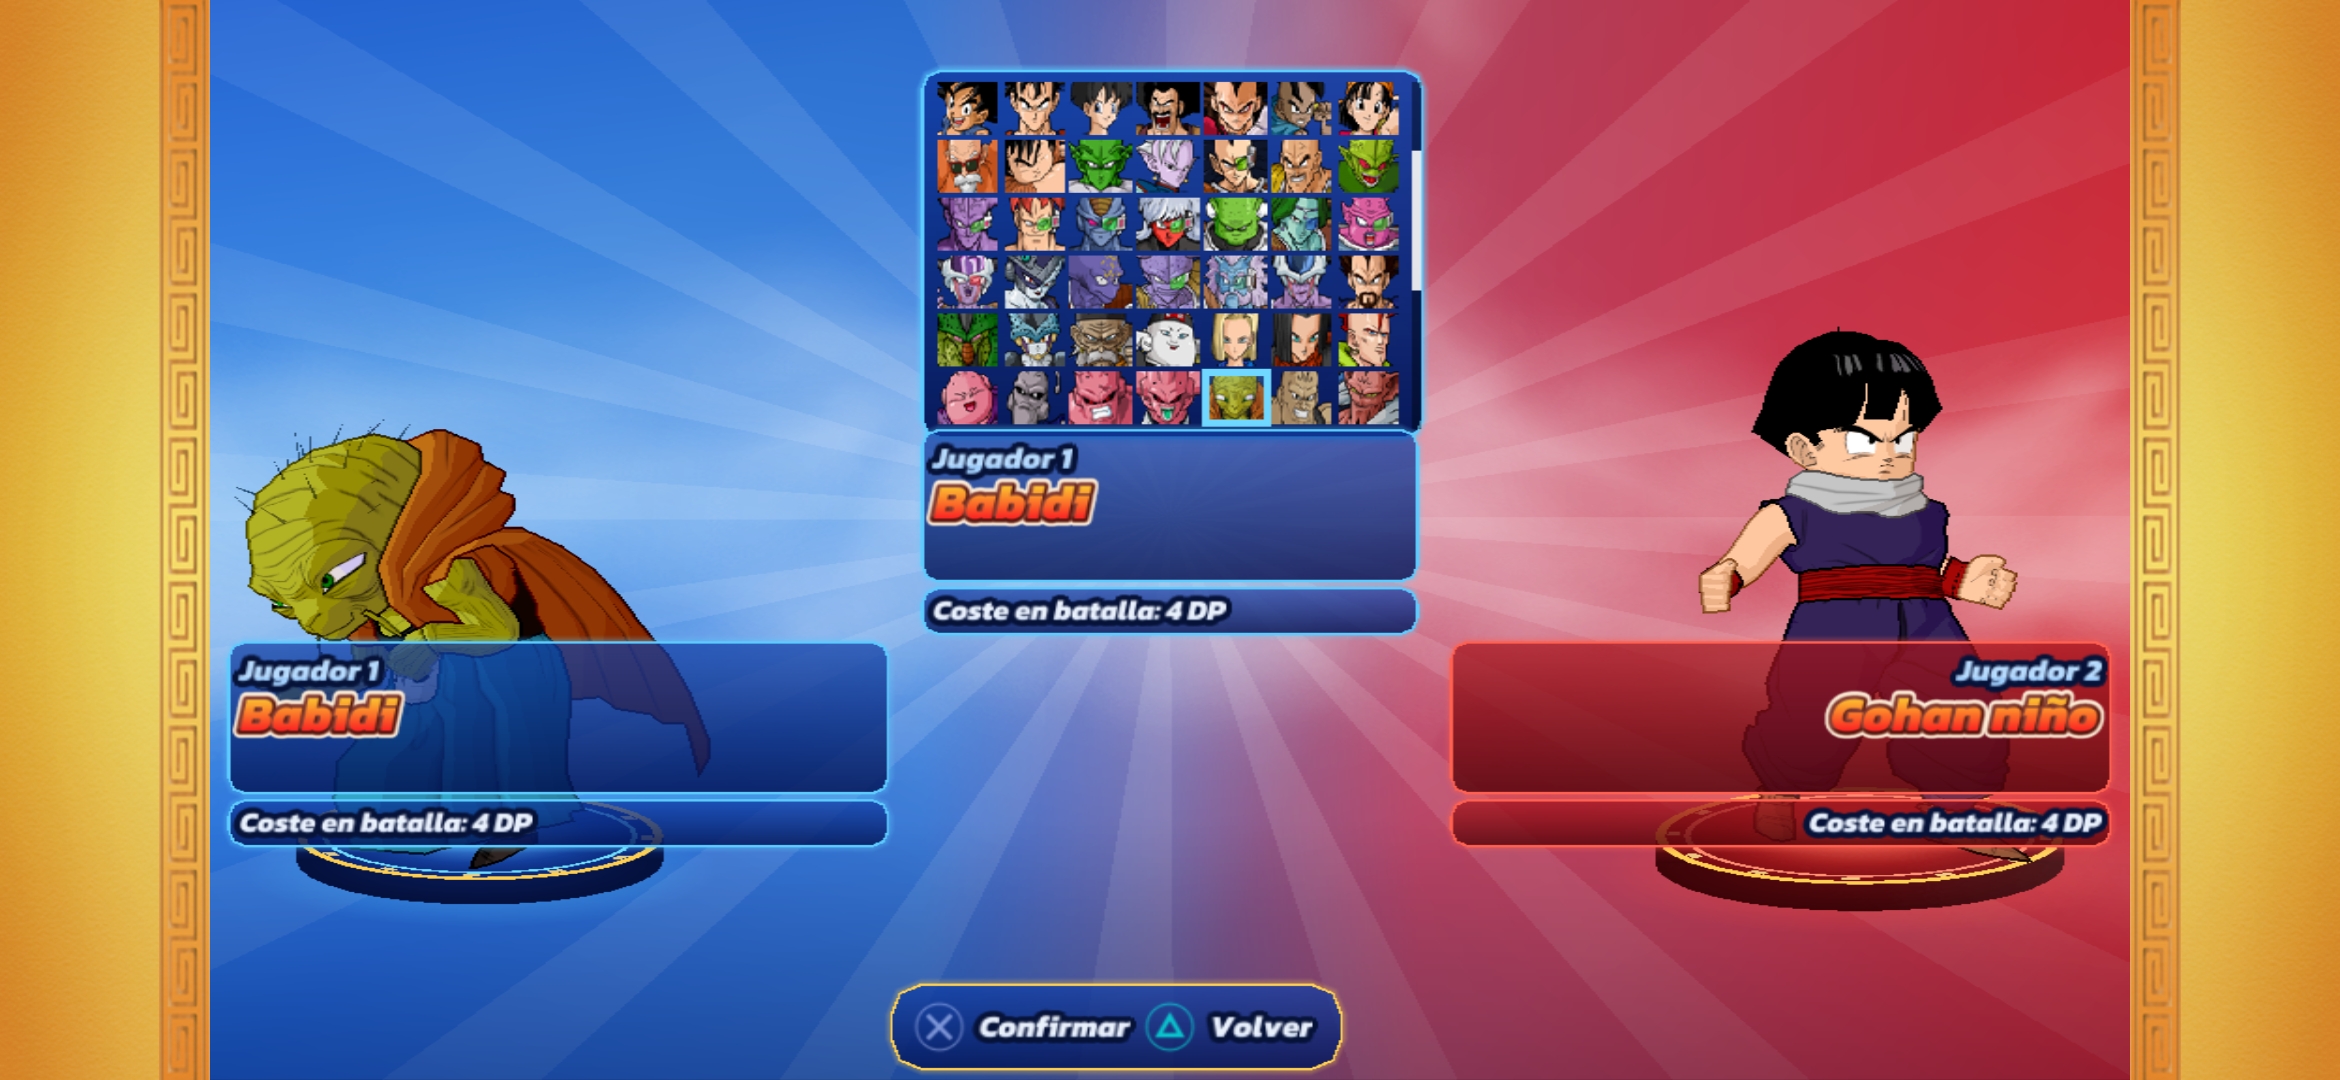 Jugador 1
Babidi
Coste en batalla: 4 DP
Jugador 1
Babidi
Coste en batalla: 4 DP
Jugador 2
Gohan niño
Coste en batalla: 4 DP
Confirmar
Volver